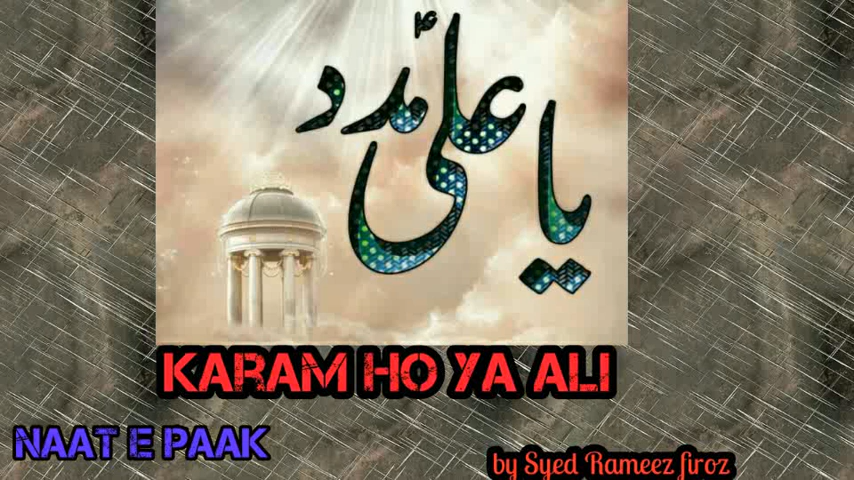 یا علیؑ مدد
KARAM HO YA ALI
NAAT E PAAK
by Syed Rameez firoz